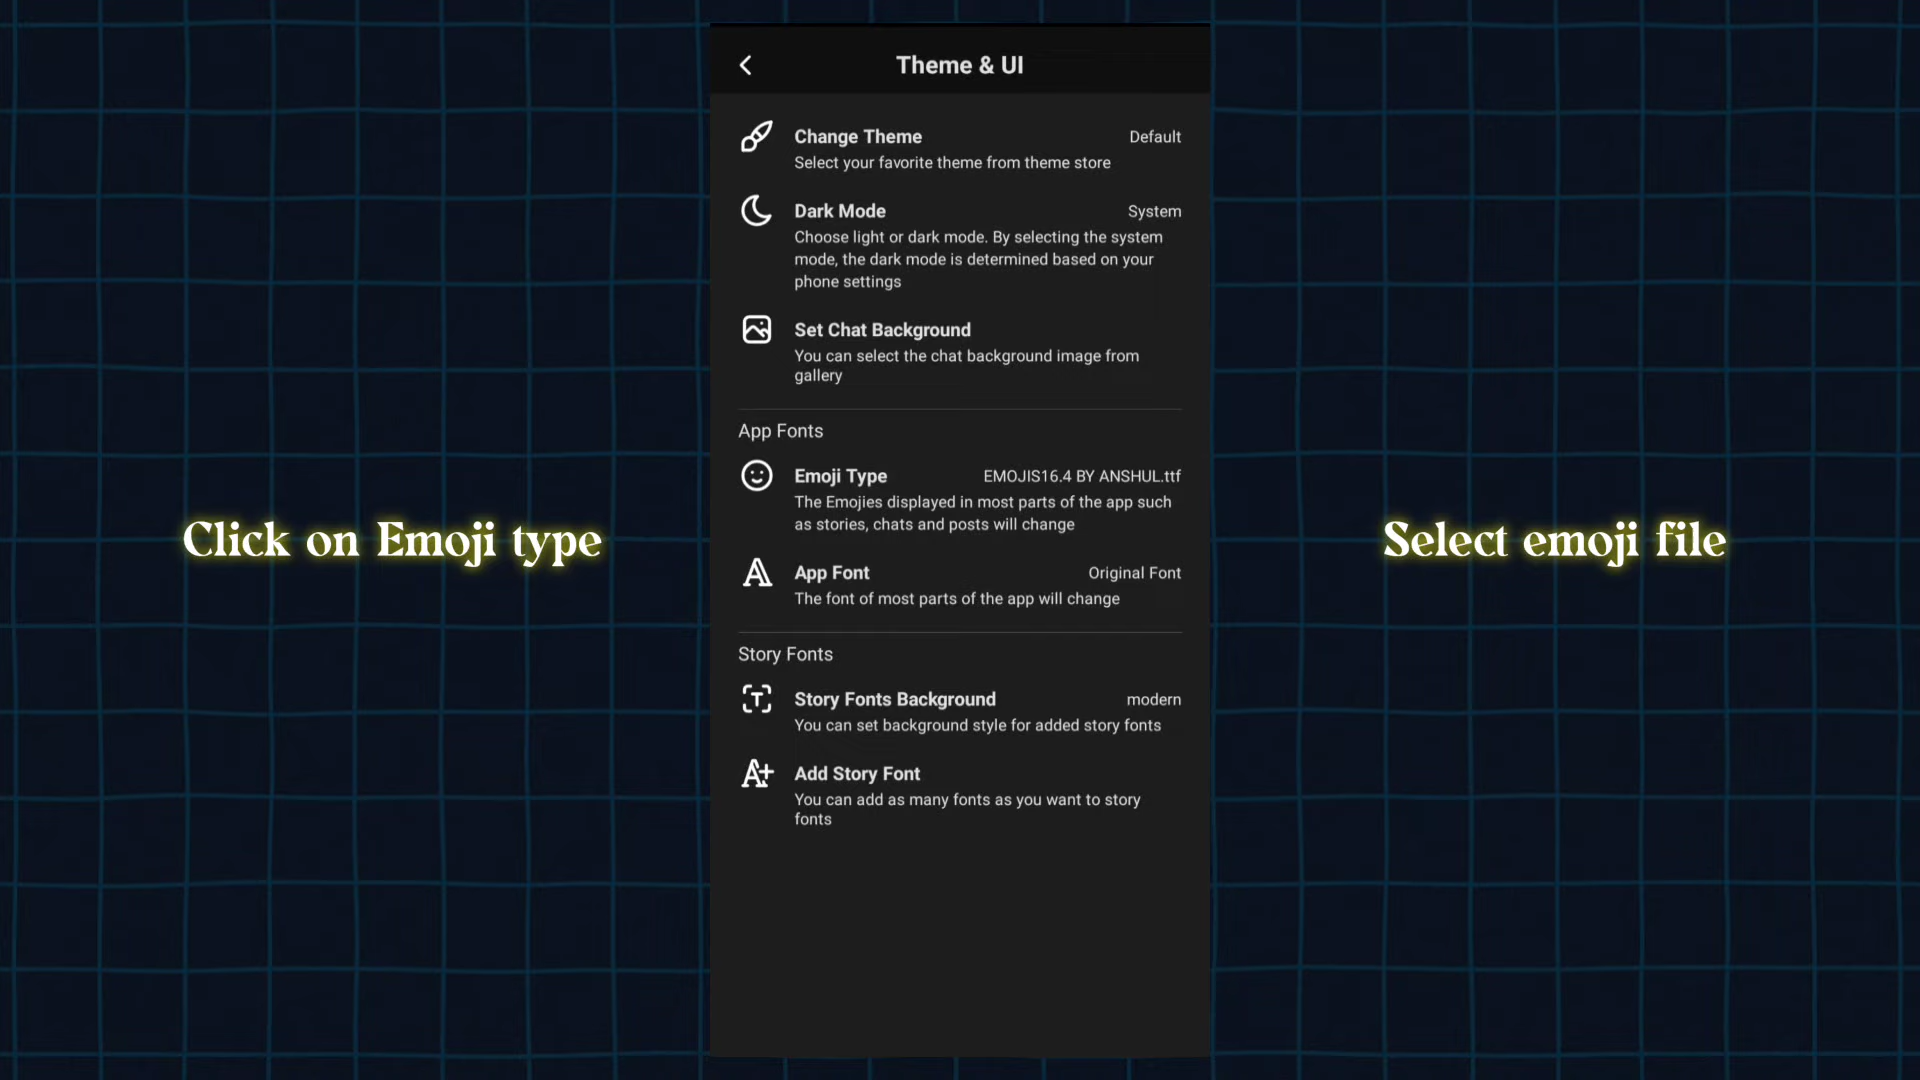 Theme & UI
Change Theme Default
Select your favorite theme from theme store
Dark Mode System
Choose light or dark mode. By selecting the system
mode, the dark mode is determined based on your
phone settings
Set Chat Background
You can select the chat background image from
gallery
App Fonts
Emoji Type EMOJIS16.4 BY ANSHUL.ttf
The Emojies displayed in most parts of the app such
as stories, chats and posts will change
App Font Original Font
The font of most parts of the app will change
Story Fonts
Story Fonts Background modern
You can set background style for added story fonts
Add Story Font
You can add as many fonts as you want to story
fonts
Click on Emoji type
Select emoji file